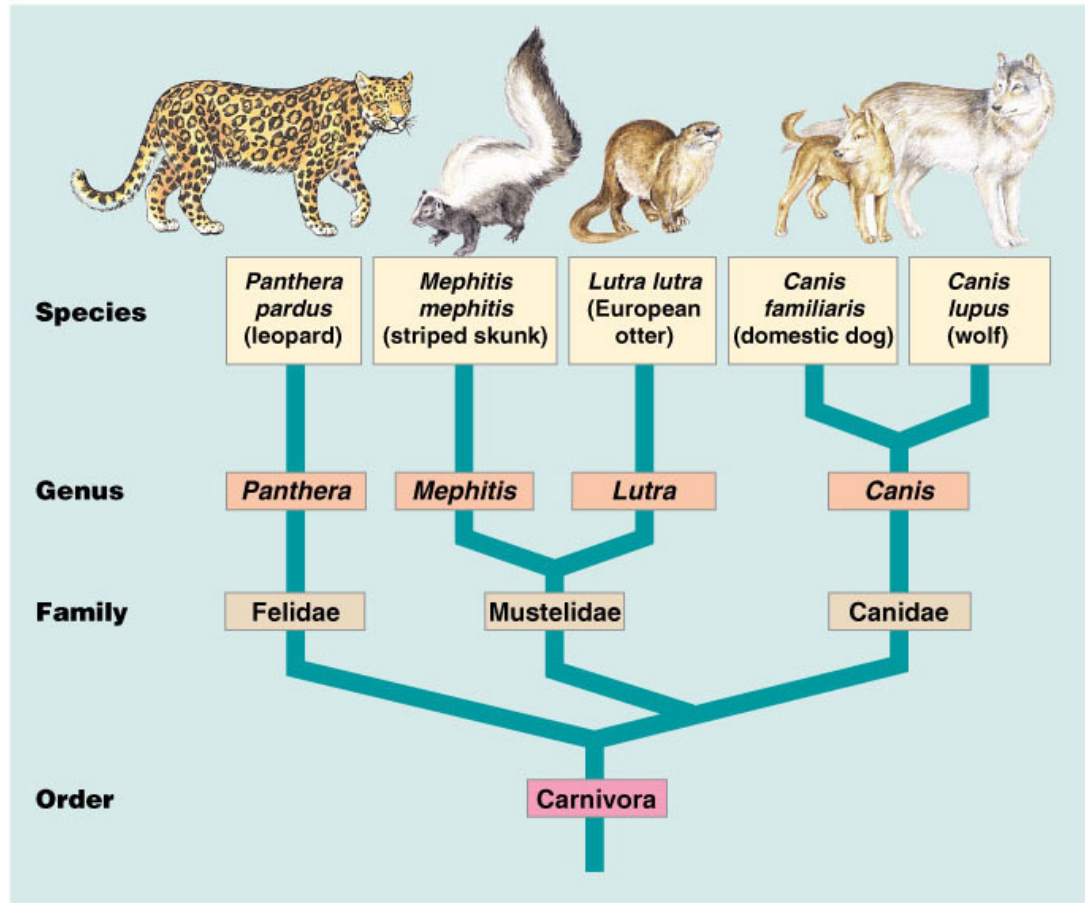 Species
Panthera
pardus
(leopard)
Mephitis
mephitis
(striped skunk)
Lutra lutra
(European
otter)
Canis
familiaris
(domestic dog)
Canis
lupus
(wolf)
Genus
Panthera
Mephitis
Lutra
Canis
Family
Felidae
Mustelidae
Canidae
Order
Carnivora